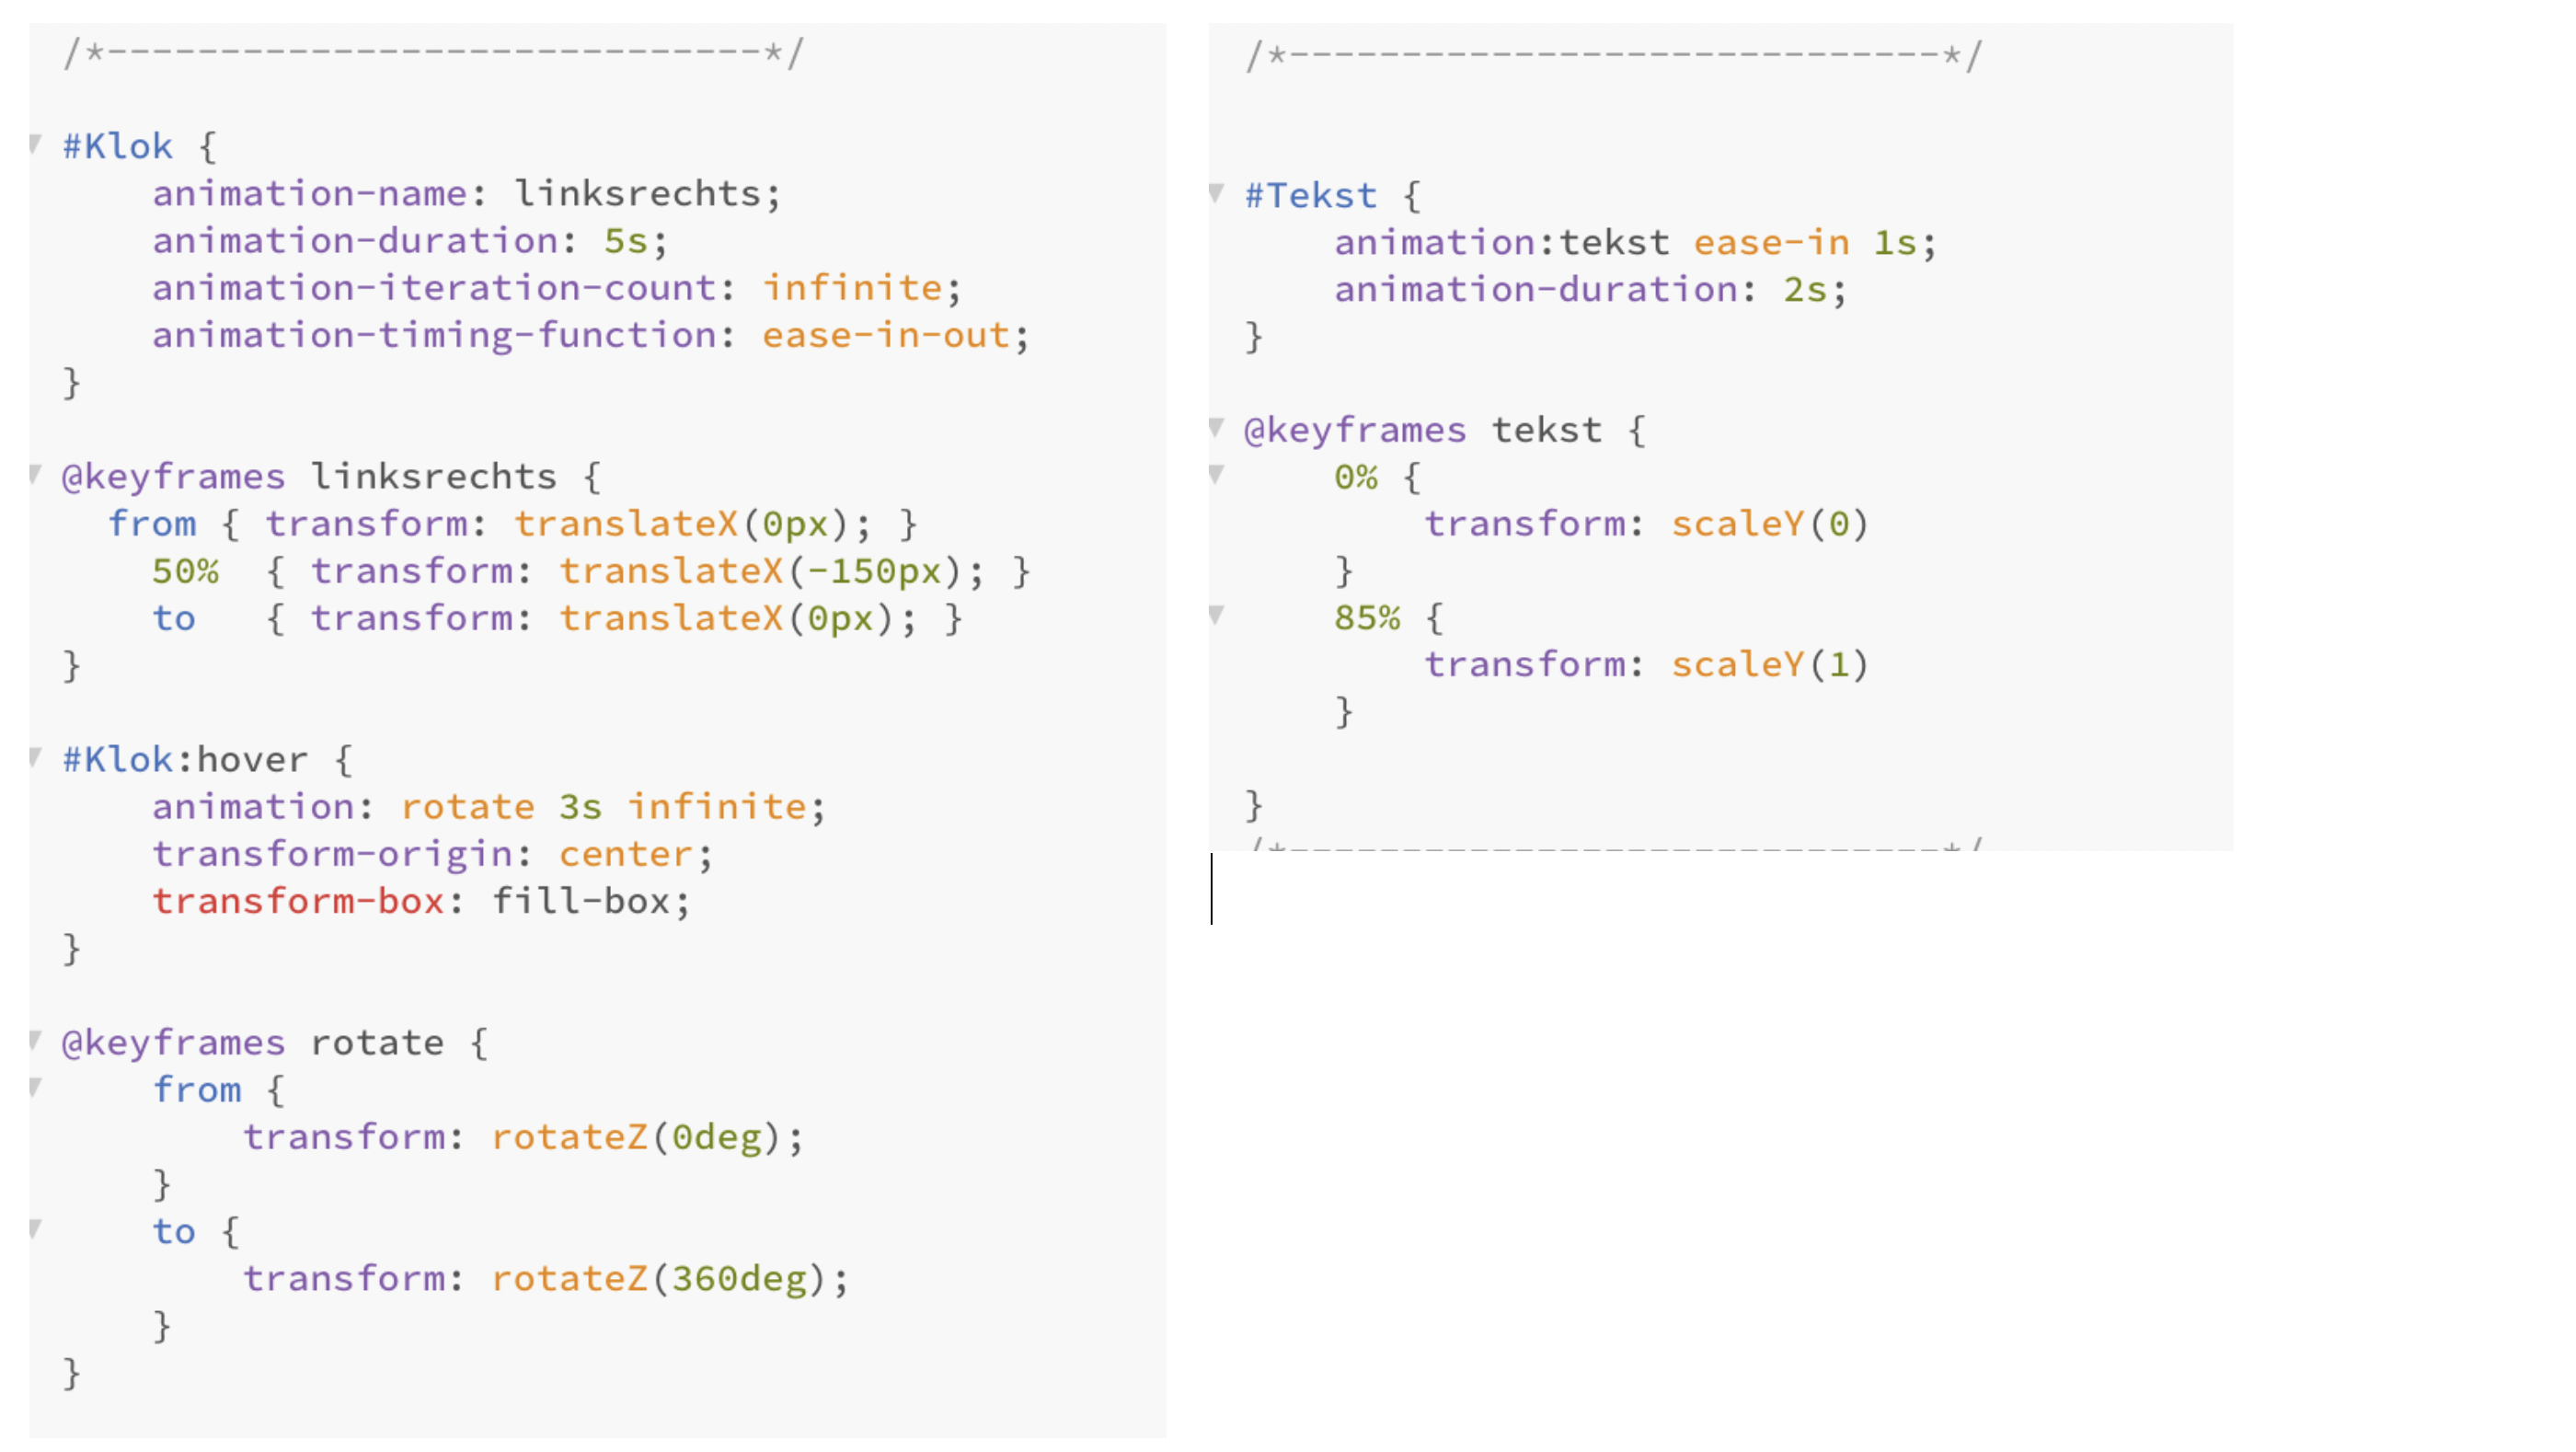 /*-----------------------------*/
#Klok {
    animation-name: linksrechts;
    animation-duration: 5s;
    animation-iteration-count: infinite;
    animation-timing-function: ease-in-out;
}
@keyframes linksrechts {
  from { transform: translateX(0px); }
    50%  { transform: translateX(-150px); }
    to   { transform: translateX(0px); }
}
#Klok:hover {
    animation: rotate 3s infinite;
    transform-origin: center;
    transform-box: fill-box;
}
@keyframes rotate {
    from {
        transform: rotateZ(0deg);
    }
    to {
        transform: rotateZ(360deg);
    }
}
/*-----------------------------*/
#Tekst {
    animation:tekst ease-in 1s;
    animation-duration: 2s;
}
@keyframes tekst {
    0% {
        transform: scaleY(0)
    }
    85% {
        transform: scaleY(1)
    }
}
/*-----------------------------*/